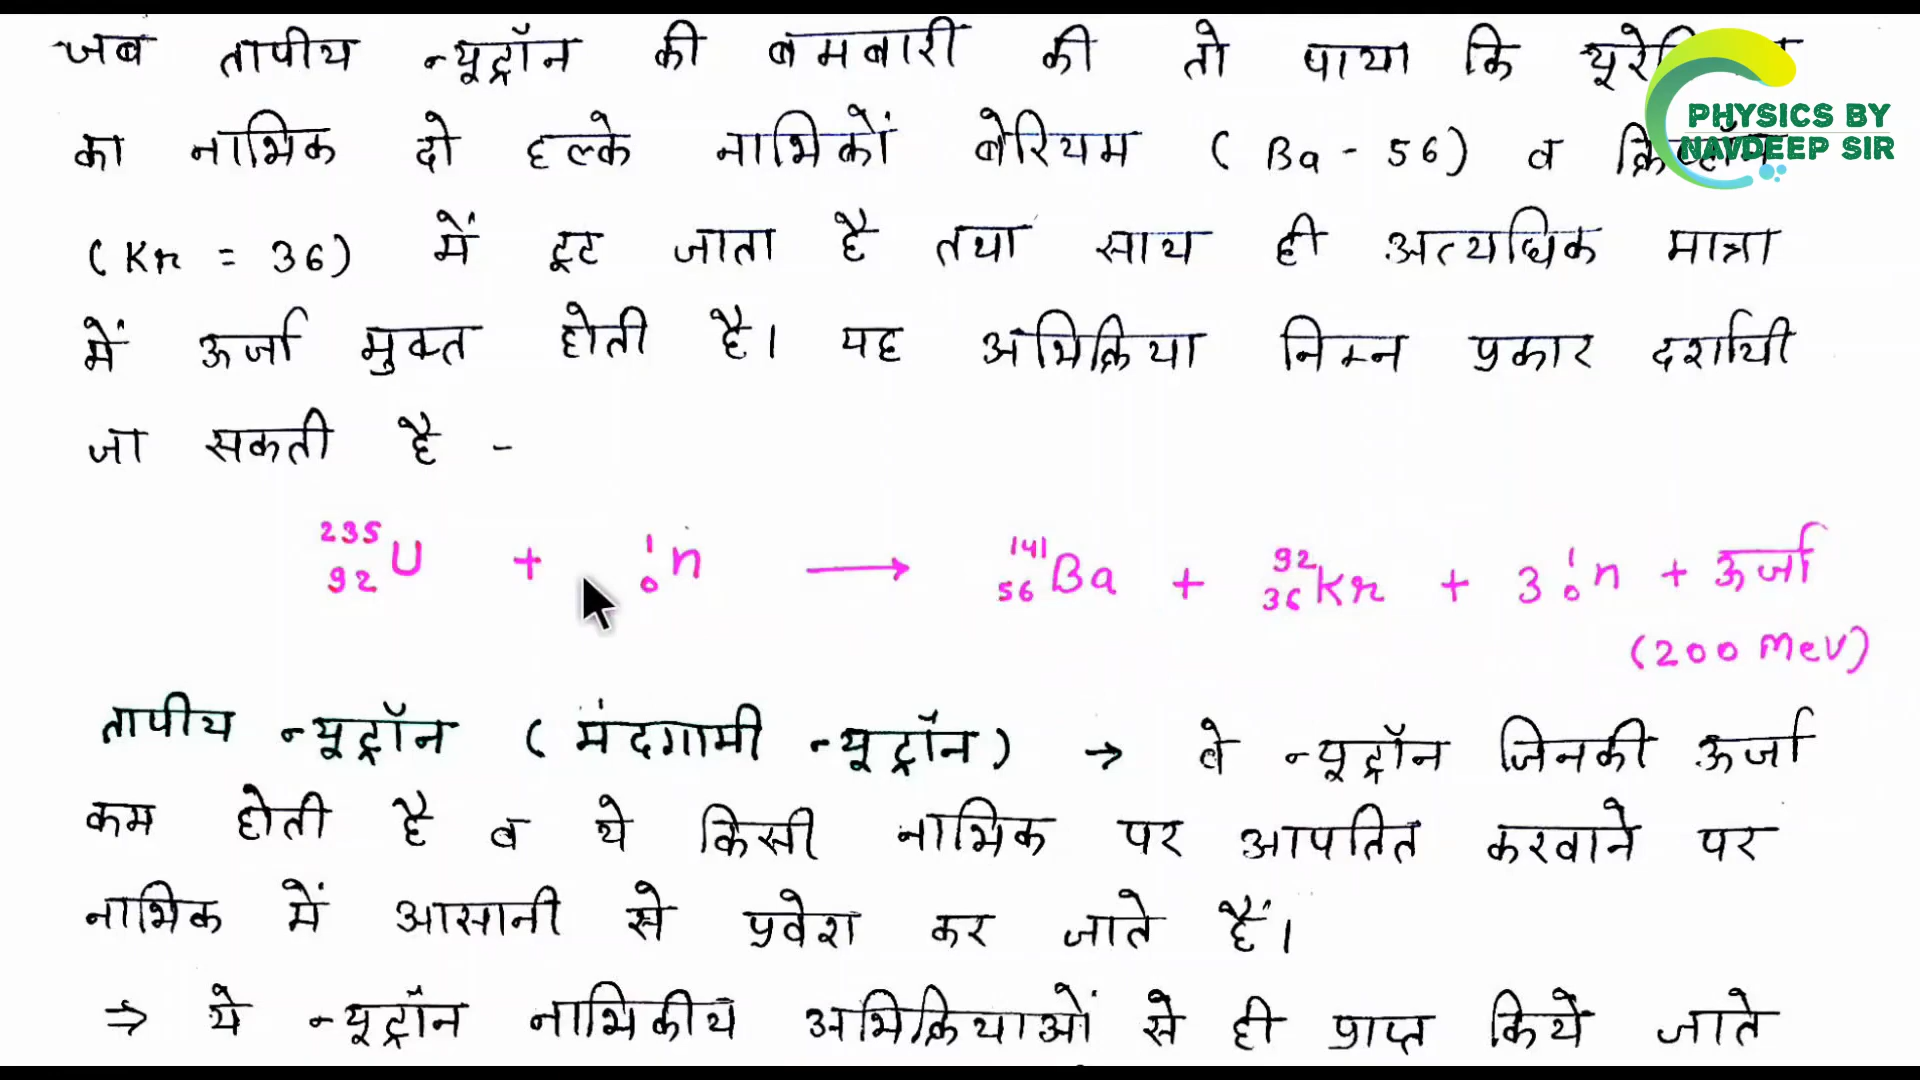 जब तापीय न्यूट्रॉन की बमबारी की तो पाया कि
का नाभिक दो हल्के नाभिकों बेरियम (Ba - 56) व
(Kr = 36) में टूट जाता है तथा साथ ही अत्यधिक मात्रा
में ऊर्जा मुक्त होती है। यह अभिक्रिया निम्न प्रकार दर्शायी
जा सकती है -
²³⁵₉₂U + ¹₀n ⟶ ¹⁴¹₅₆Ba + ⁹²₃₆Kr + 3 ¹₀n + ऊर्जा
(200 MeV)
तापीय न्यूट्रॉन (मंदगामी न्यूट्रॉन) → वे न्यूट्रॉन जिनकी ऊर्जा
कम होती है व ये किसी नाभिक पर आपतित करवाने पर
नाभिक में आसानी से प्रवेश कर जाते हैं।
⇒ ये न्यूट्रॉन नाभिकीय अभिक्रियाओं से ही प्राप्त किये जाते
PHYSICS BY
NAVDEEP SIR